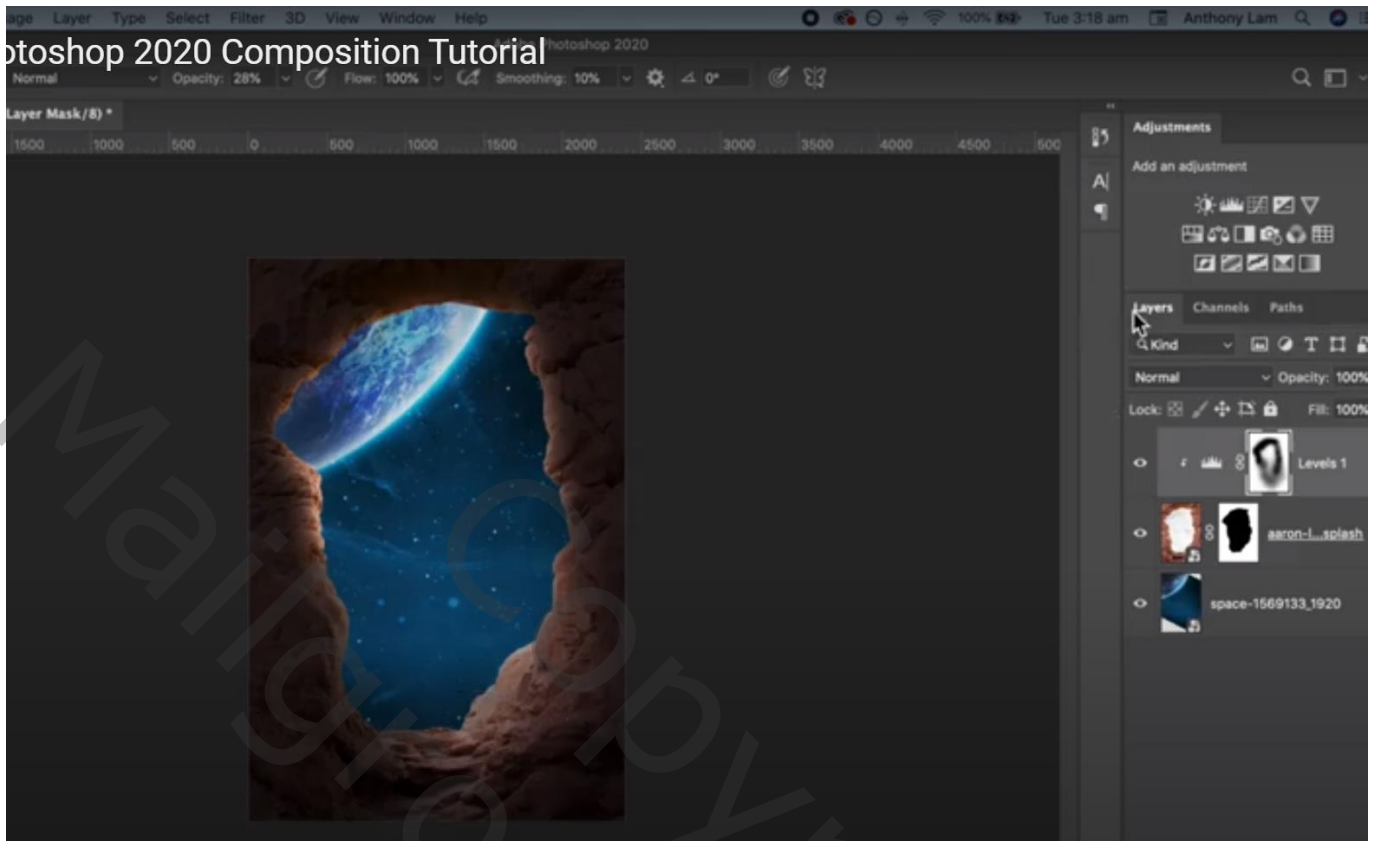 age Layer Type Select Filter 3D View Window Help 100% Tue 3:18 am Anthony Lam
otoshop 2020 Composition Tutorial
Photoshop 2020
Normal Opacity: 28% Flow: 100% Smoothing: 10% 0°
Layer Mask/8) *
1500 1000 500 0 500 1000 1500 2000 2500 3000 3500 4000 4500 500
Adjustments
Add an adjustment
Layers Channels Paths
Kind
Normal Opacity: 100%
Lock: Fill: 100%
Levels 1
aaron-l...splash
space-1569133_1920